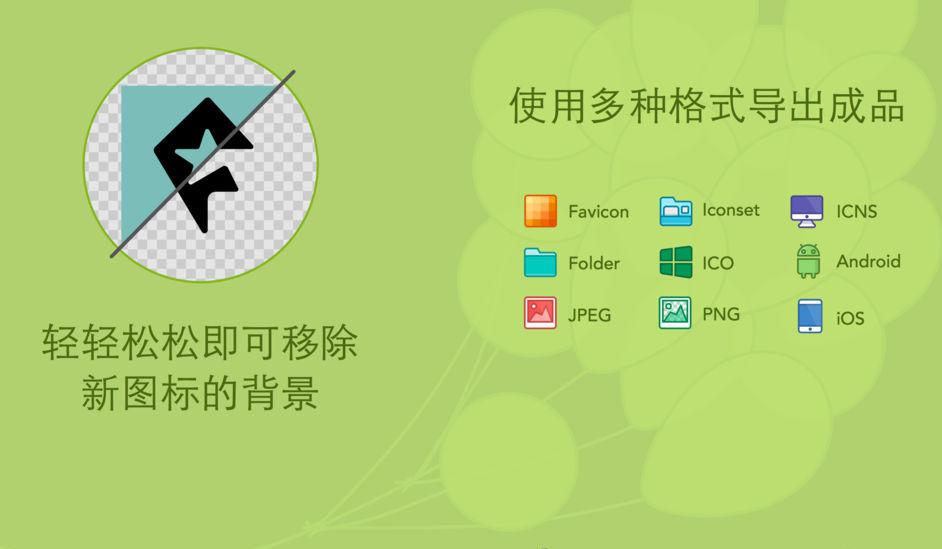 轻轻松松即可移除
新图标的背景
使用多种格式导出成品
Favicon
Iconset
ICNS
Folder
ICO
Android
JPEG
PNG
iOS